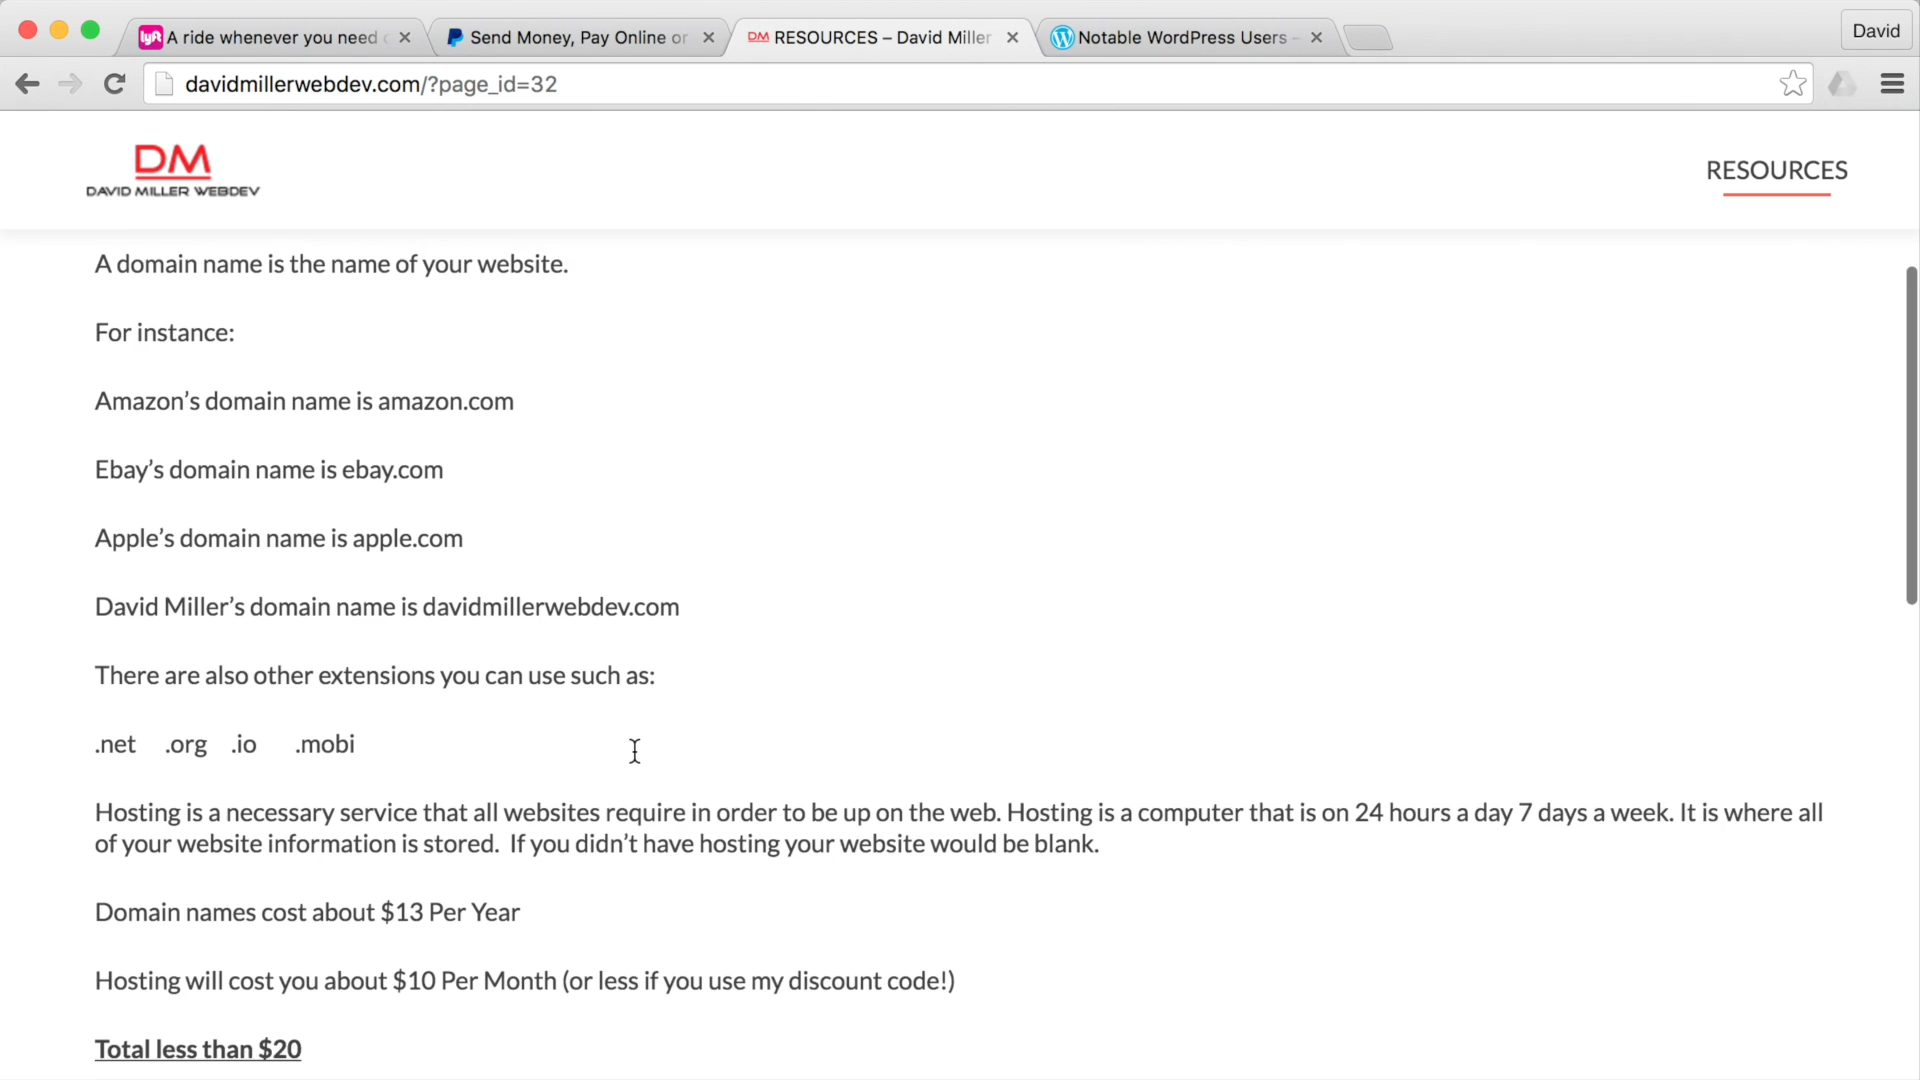 A ride whenever you need
Send Money, Pay Online or
DM RESOURCES – David Miller
Notable WordPress Users –
David
davidmillerwebdev.com/?page_id=32
DM
DAVID MILLER WEBDEV
RESOURCES
A domain name is the name of your website.
For instance:
Amazon’s domain name is amazon.com
Ebay’s domain name is ebay.com
Apple’s domain name is apple.com
David Miller’s domain name is davidmillerwebdev.com
There are also other extensions you can use such as:
.net .org .io .mobi
Hosting is a necessary service that all websites require in order to be up on the web. Hosting is a computer that is on 24 hours a day 7 days a week. It is where all
of your website information is stored. If you didn’t have hosting your website would be blank.
Domain names cost about $13 Per Year
Hosting will cost you about $10 Per Month (or less if you use my discount code!)
Total less than $20